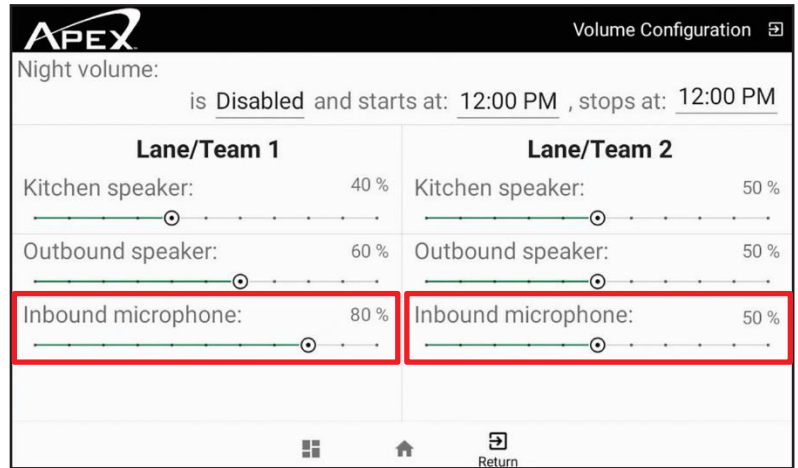 APEX
Volume Configuration
Night volume:
is Disabled and starts at: 12:00 PM , stops at: 12:00 PM
Lane/Team 1
Kitchen speaker: 40 %
Outbound speaker: 60 %
Inbound microphone: 80 %
Lane/Team 2
Kitchen speaker: 50 %
Outbound speaker: 50 %
Inbound microphone: 50 %
Return